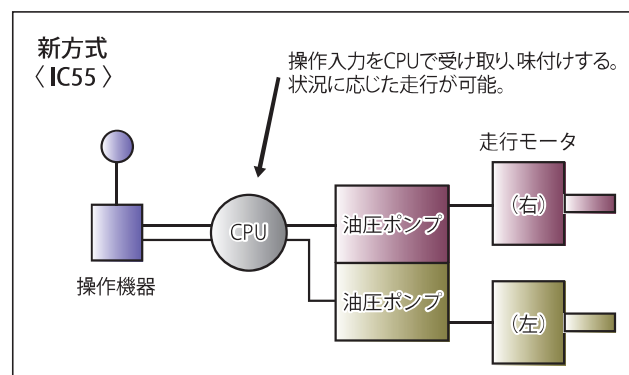 新方式
〈IC55〉
操作入力をCPUで受け取り、味付けする。
状況に応じた走行が可能。
走行モータ
(右)
CPU
油圧ポンプ
操作機器
油圧ポンプ
(左)